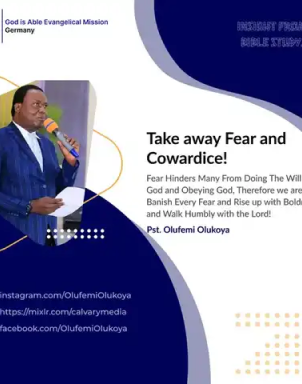 God is Able Evangelical Mission
Germany
INSIGHT FROM
BIBLE STUDY
Take away Fear and
Cowardice!
Fear Hinders Many From Doing The Will
God and Obeying God, Therefore we are
Banish Every Fear and Rise up with Boldn
and Walk Humbly with the Lord!
Pst. Olufemi Olukoya
instagram.com/OlufemiOlukoya
https://mixlr.com/calvarymedia
facebook.com/OlufemiOlukoya